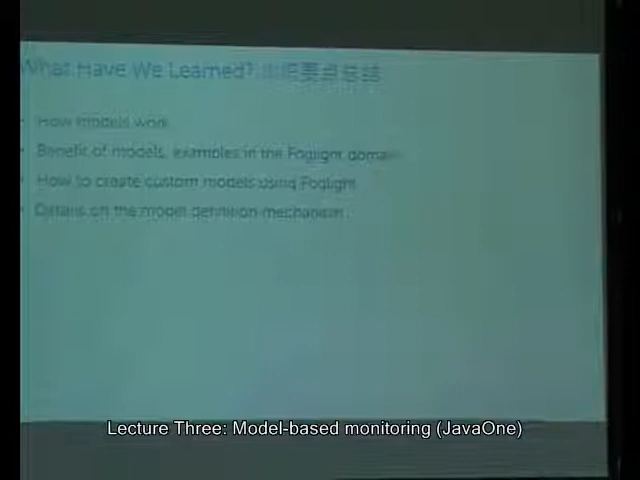 What Have We Learned?
• How models work
• Benefit of models, examples in the Foglight domain
• How to create custom models using Foglight
• Details on the model definition mechanism
Lecture Three: Model-based monitoring (JavaOne)